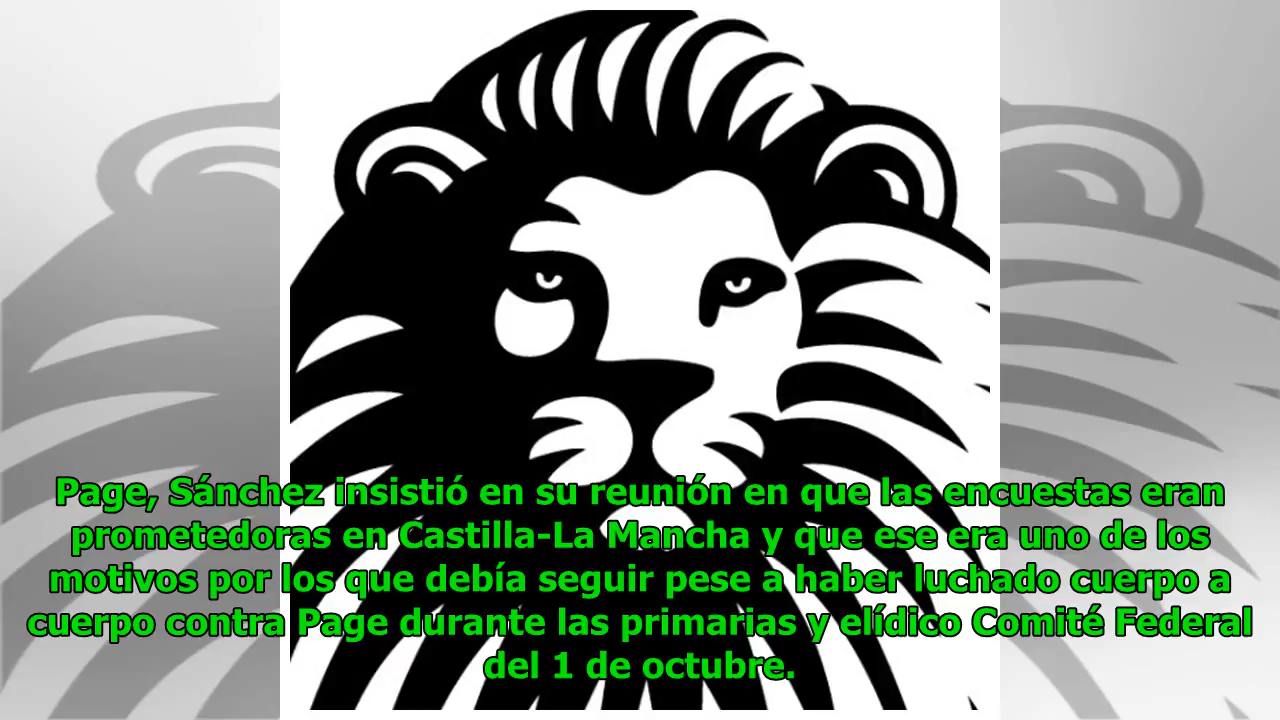 Page, Sánchez insistió en su reunión en que las encuestas eran
prometedoras en Castilla-La Mancha y que ese era uno de los
motivos por los que debía seguir pese a haber luchado cuerpo a
cuerpo contra Page durante las primarias y elídico Comité Federal
del 1 de octubre.